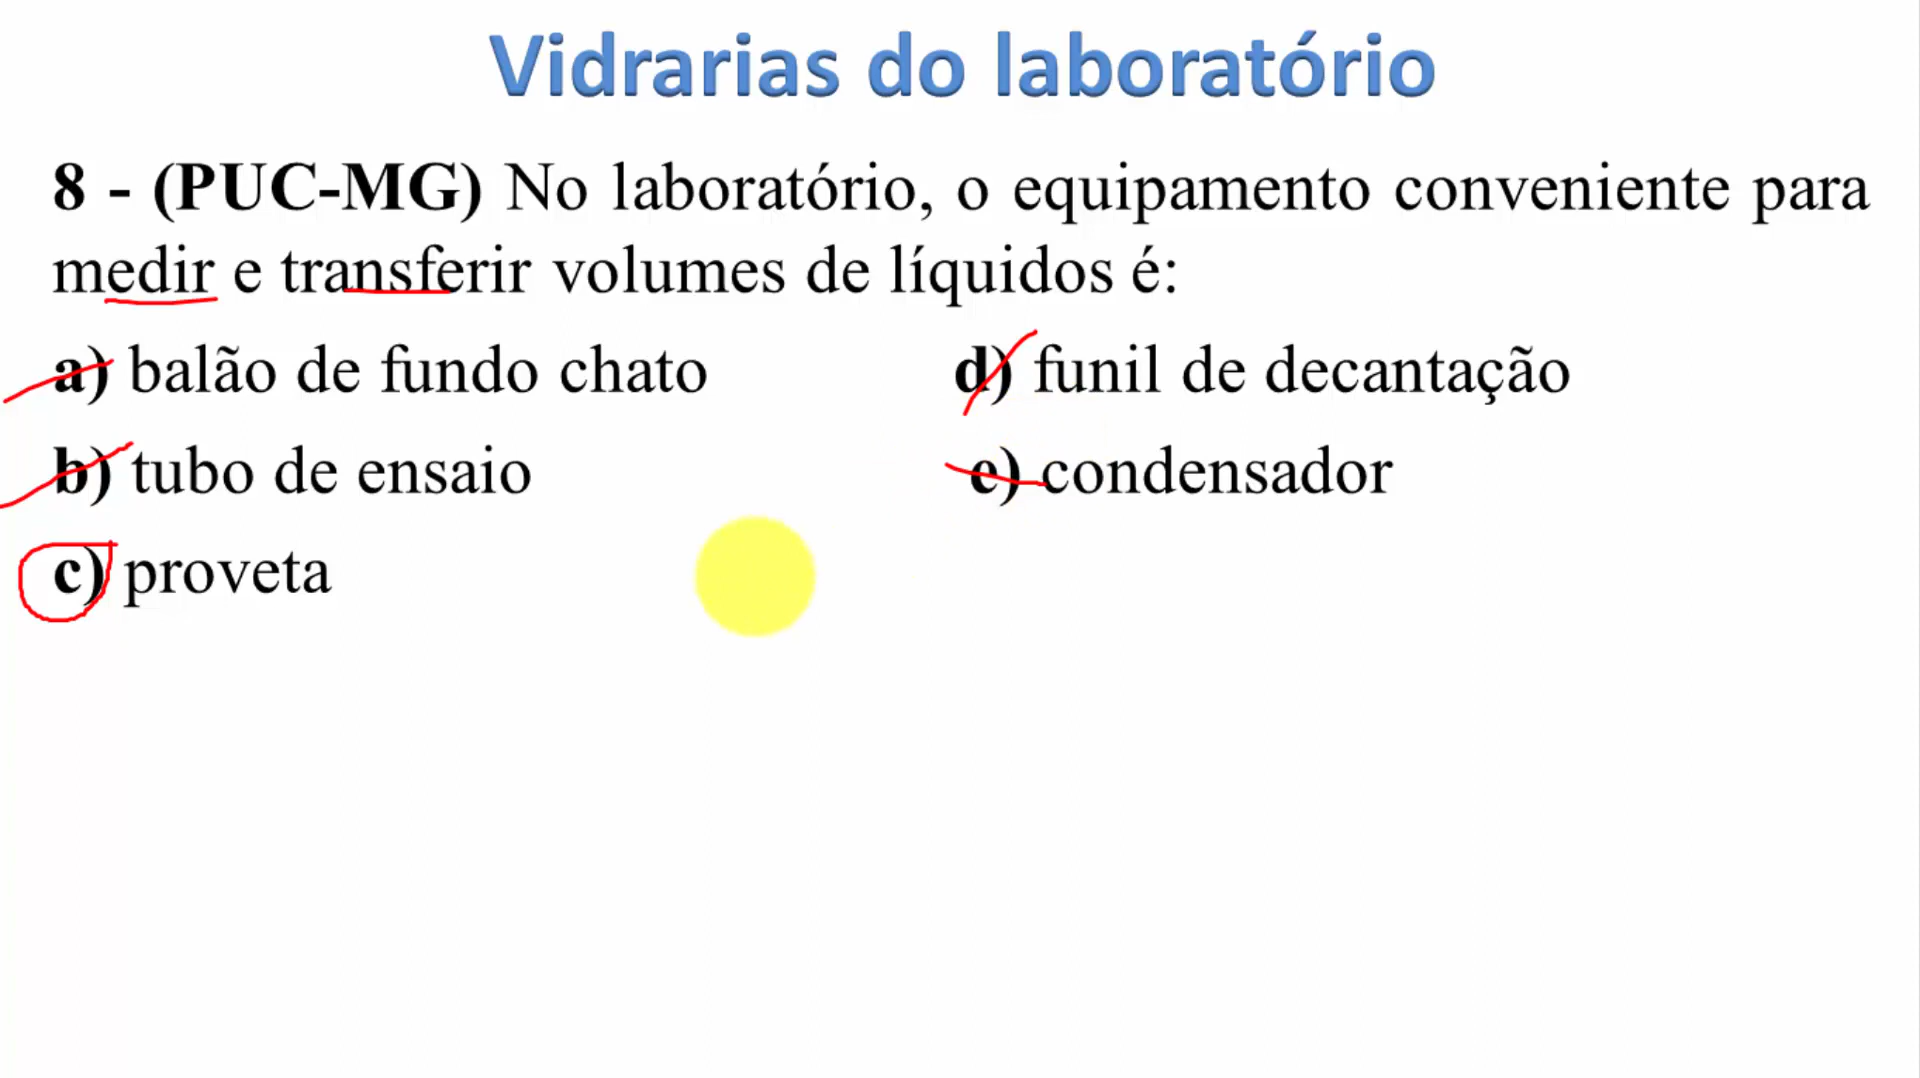 Vidrarias do laboratório
8 - (PUC-MG) No laboratório, o equipamento conveniente para
medir e transferir volumes de líquidos é:
a) balão de fundo chato
b) tubo de ensaio
c) proveta
d) funil de decantação
e) condensador